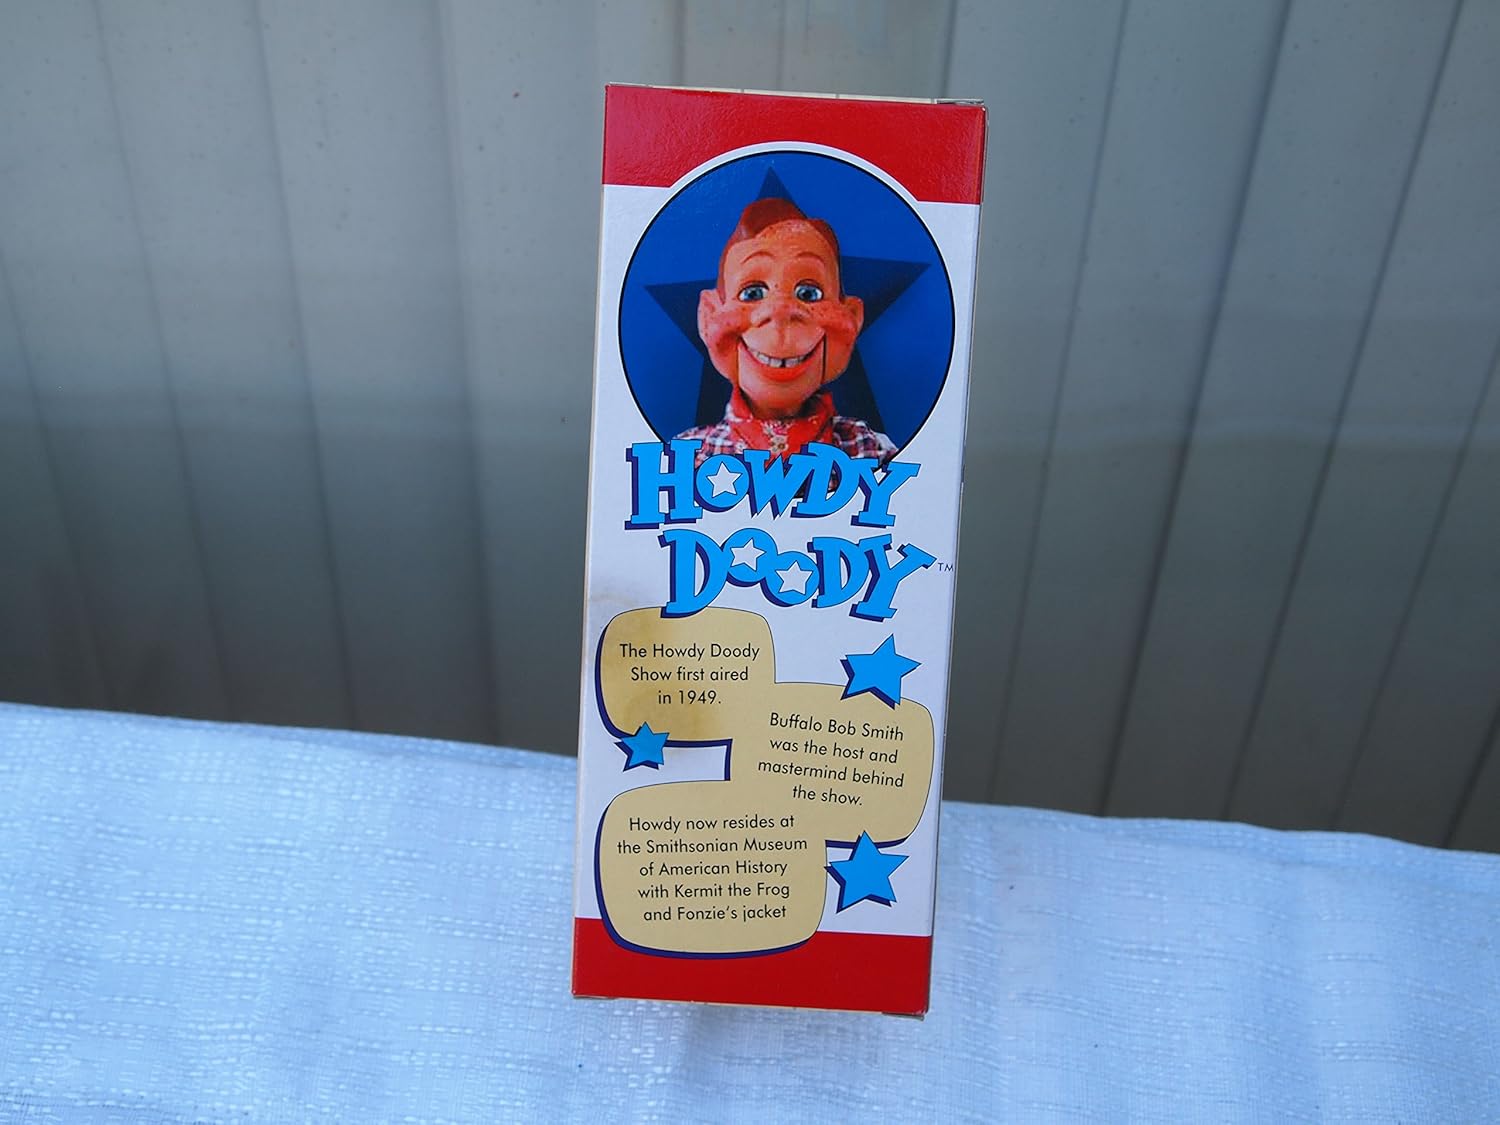 HOWDY
DOODY™
The Howdy Doody
Show first aired
in 1949.
Buffalo Bob Smith
was the host and
mastermind behind
the show.
Howdy now resides at
the Smithsonian Museum
of American History
with Kermit the Frog
and Fonzie's jacket